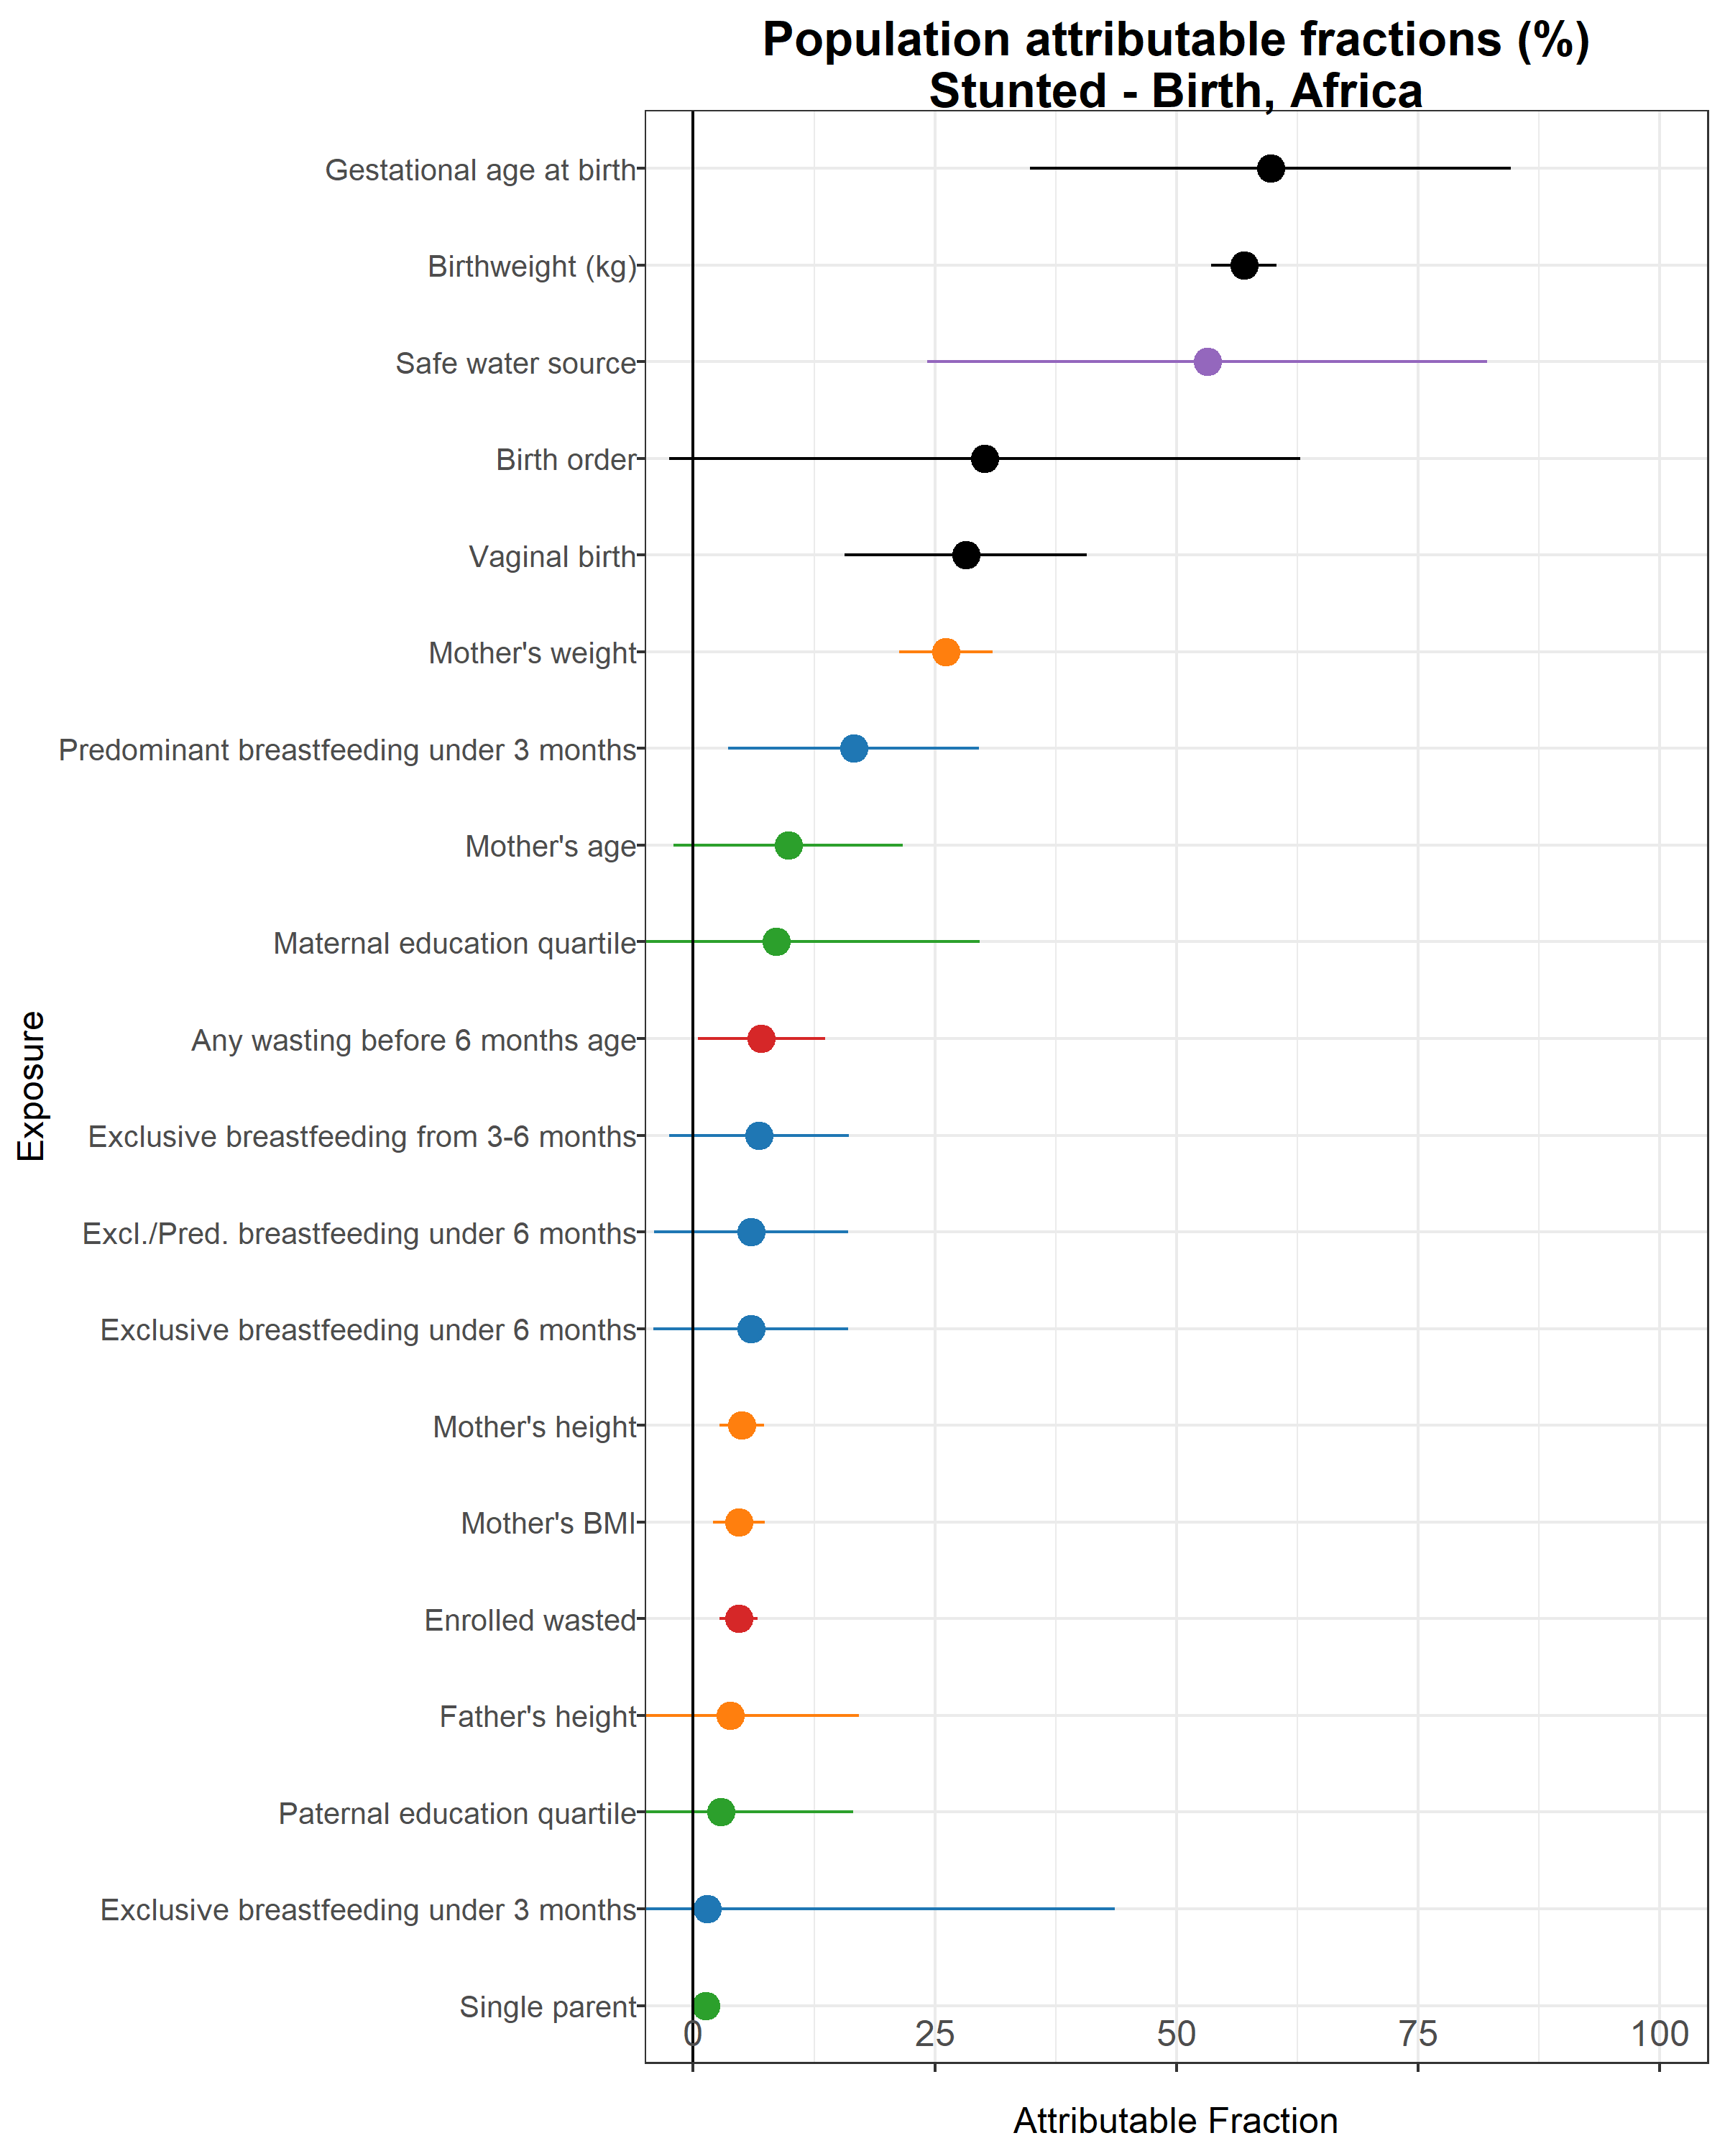 Population attributable fractions (%)
Stunted - Birth, Africa
Gestational age at birth
Birthweight (kg)
Safe water source
Birth order
Vaginal birth
Mother's weight
Predominant breastfeeding under 3 months
Mother's age
Maternal education quartile
Any wasting before 6 months age
Exclusive breastfeeding from 3-6 months
Excl./Pred. breastfeeding under 6 months
Exclusive breastfeeding under 6 months
Mother's height
Mother's BMI
Enrolled wasted
Father's height
Paternal education quartile
Exclusive breastfeeding under 3 months
Single parent
Exposure
0 25 50 75 100
Attributable Fraction